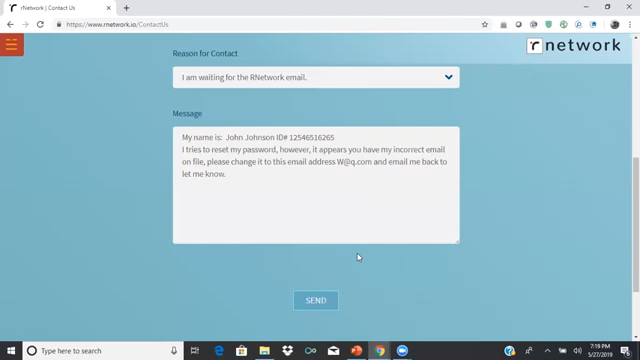 rNetwork | Contact Us
https://www.rnetwork.io/ContactUs
r network
Reason for Contact
I am waiting for the RNetwork email.
Message
My name is: John Johnson ID# 12546516265
I tries to reset my password, however, it appears you have my incorrect email
on file, please change it to this email address W@q.com and email me back to
let me know.
SEND
Type here to search
7:19 PM
5/27/2019